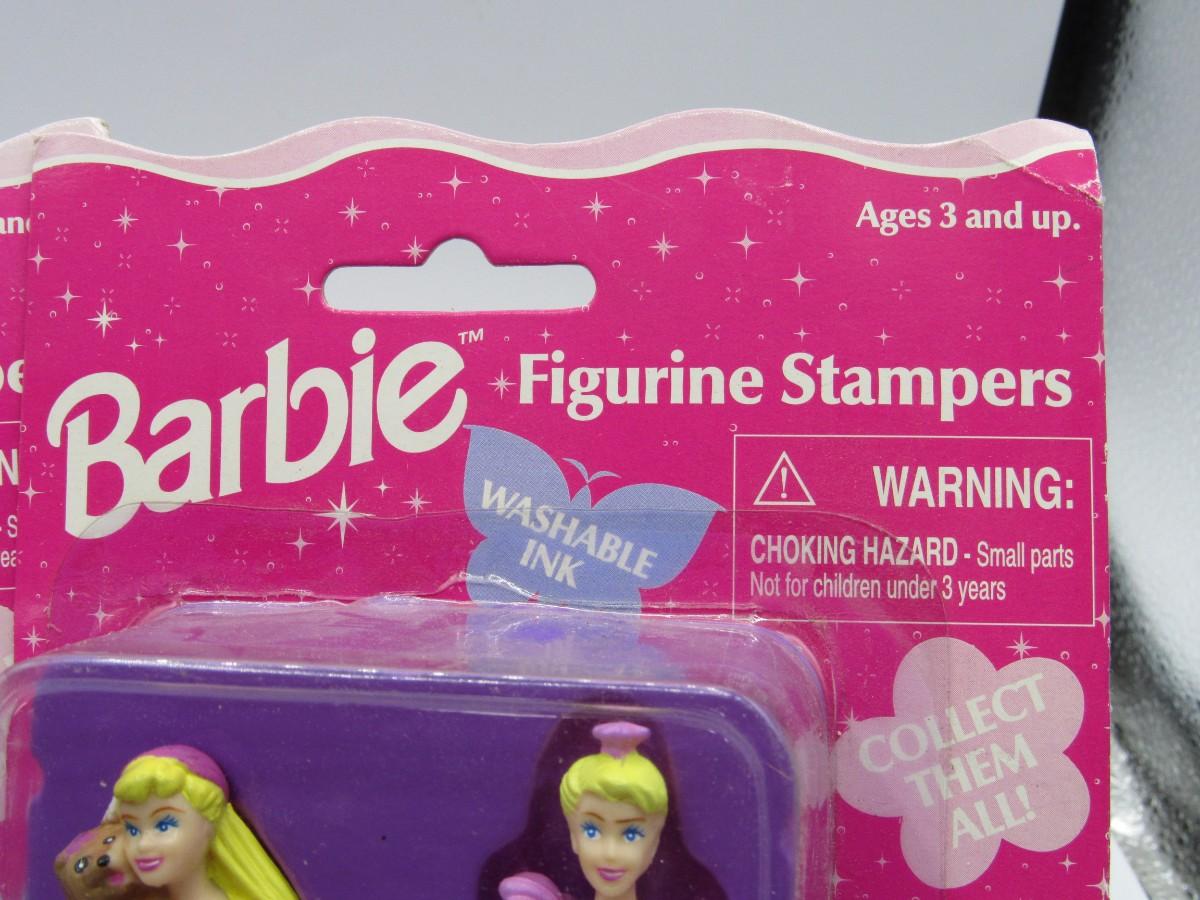 Ages 3 and up.
Barbie™
Figurine Stampers
WASHABLE
INK
⚠ WARNING:
CHOKING HAZARD - Small parts
Not for children under 3 years
COLLECT
THEM
ALL!